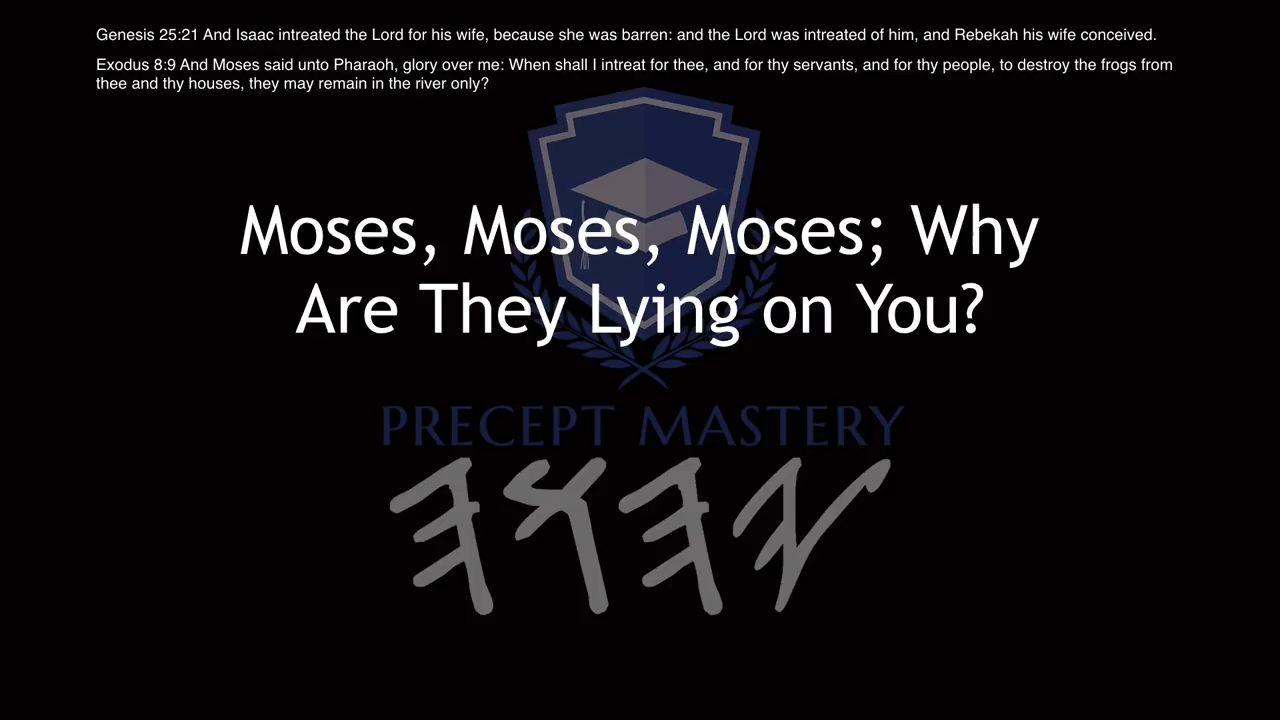 Genesis 25:21 And Isaac intreated the Lord for his wife, because she was barren: and the Lord was intreated of him, and Rebekah his wife conceived.
Exodus 8:9 And Moses said unto Pharaoh, glory over me: When shall I intreat for thee, and for thy servants, and for thy people, to destroy the frogs from
thee and thy houses, they may remain in the river only?
Moses, Moses, Moses; Why
Are They Lying on You?
PRECEPT MASTERY
𐤉𐤄𐤅𐤄